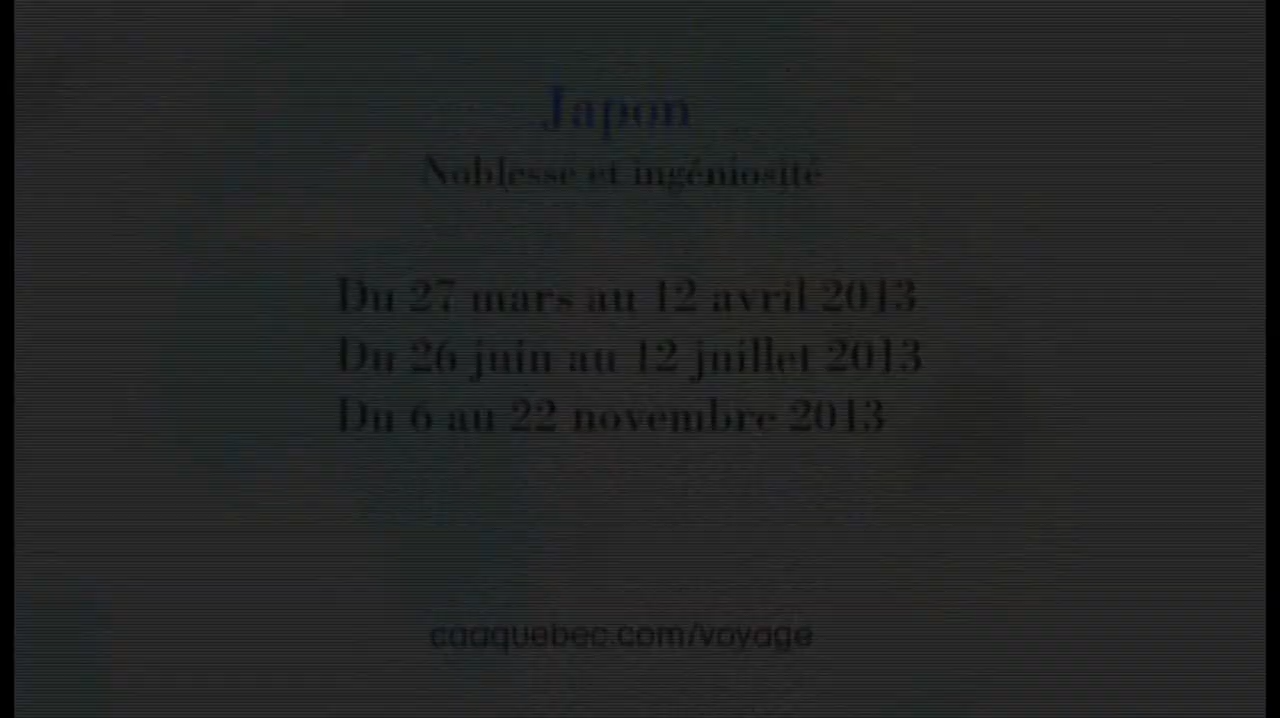 Japon
Noblesse et ingéniosité
Du 27 mars au 12 avril 2013
Du 26 juin au 12 juillet 2013
Du 6 au 22 novembre 2013
caaquebec.com/voyage